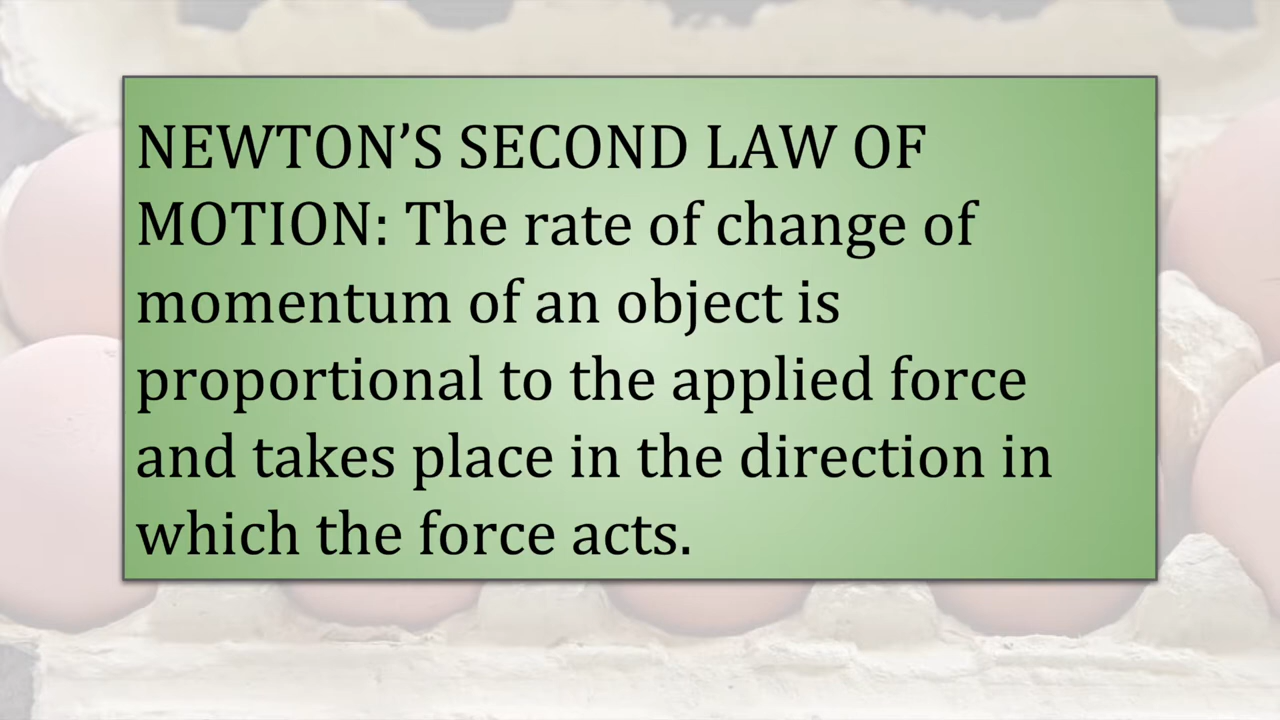 NEWTON’S SECOND LAW OF
MOTION: The rate of change of
momentum of an object is
proportional to the applied force
and takes place in the direction in
which the force acts.